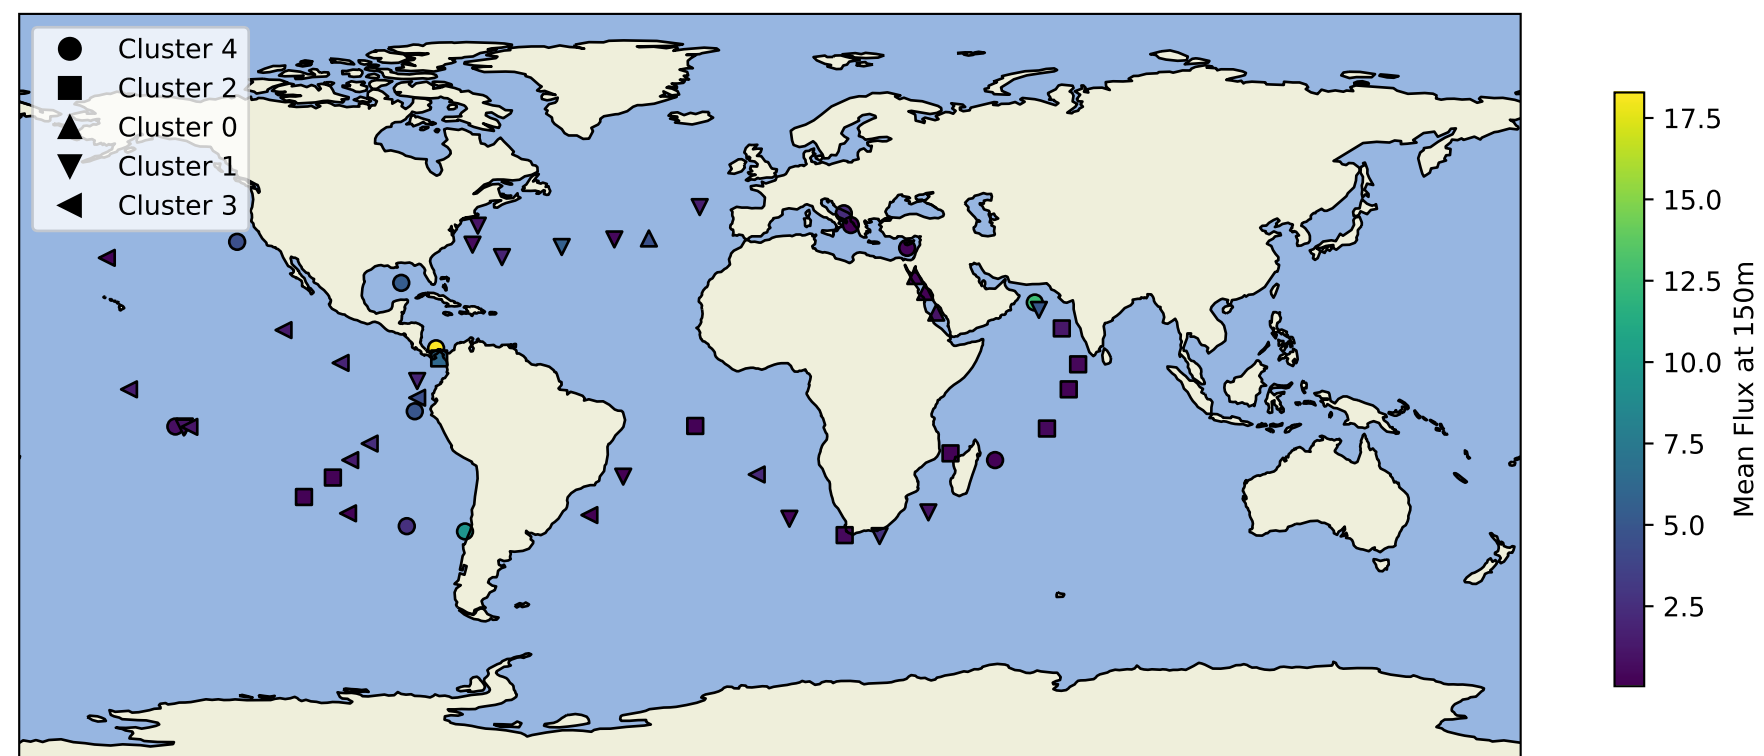 Cluster 4
Cluster 2
Cluster 0
Cluster 1
Cluster 3
17.5
15.0
12.5
10.0
7.5
5.0
2.5
Mean Flux at 150m